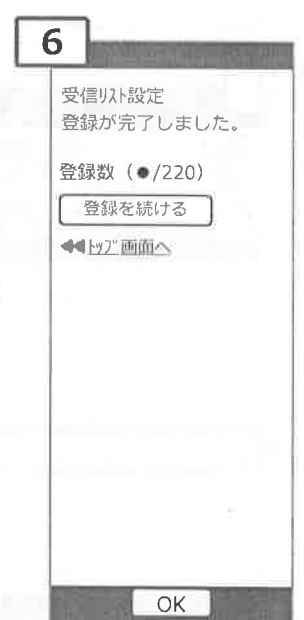 6
受信ﾘｽﾄ設定
登録が完了しました。
登録数（●/220）
登録を続ける
◀◀ﾄｯﾌﾟ画面へ
OK